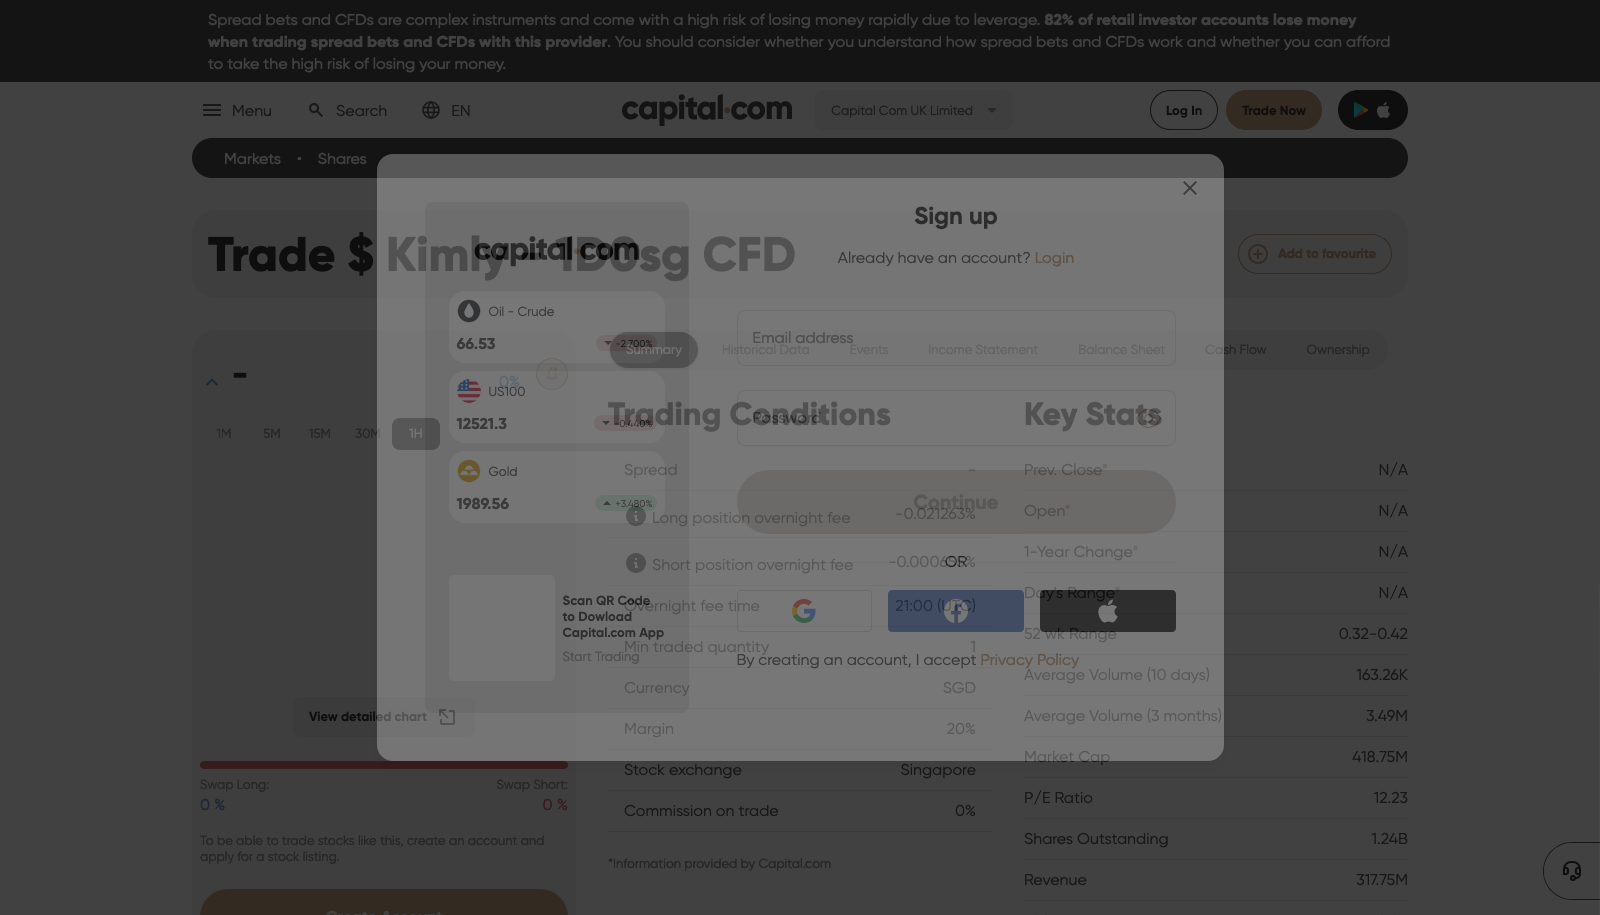 Spread bets and CFDs are complex instruments and come with a high risk of losing money rapidly due to leverage. 82% of retail investor accounts lose money
when trading spread bets and CFDs with this provider. You should consider whether you understand how spread bets and CFDs work and whether you can afford
to take the high risk of losing your money.
Menu
Search
EN
capital.com
Capital Com UK Limited
Log In
Trade Now
Markets • Shares
Sign up
Already have an account? Login
Trade $ Kimly - 1D0sg CFD
Add to favourite
capital.com
Oil - Crude
66.53
-2.700%
US100
12521.3
-0.440%
Gold
1989.56
+3.480%
Scan QR Code
to Dowload
Capital.com App
Start Trading
Email address
Password
Continue
OR
By creating an account, I accept Privacy Policy
Summary
Historical Data
Events
Income Statement
Balance Sheet
Cash Flow
Ownership
-
0%
1M
5M
15M
30M
1H
View detailed chart
Swap Long:
0 %
Swap Short:
0 %
To be able to trade stocks like this, create an account and
apply for a stock listing.
Create Account
Trading Conditions
Spread -
Long position overnight fee -0.021263%
Short position overnight fee
Overnight fee time 21:00 (UTC)
Min traded quantity 1
Currency SGD
Margin 20%
Stock exchange Singapore
Commission on trade 0%
*Information provided by Capital.com
Key Stats
Prev. Close* N/A
Open* N/A
1-Year Change* N/A
Day's Range* N/A
52 wk Range 0.32-0.42
Average Volume (10 days) 163.26K
Average Volume (3 months) 3.49M
Market Cap 418.75M
P/E Ratio 12.23
Shares Outstanding 1.24B
Revenue 317.75M